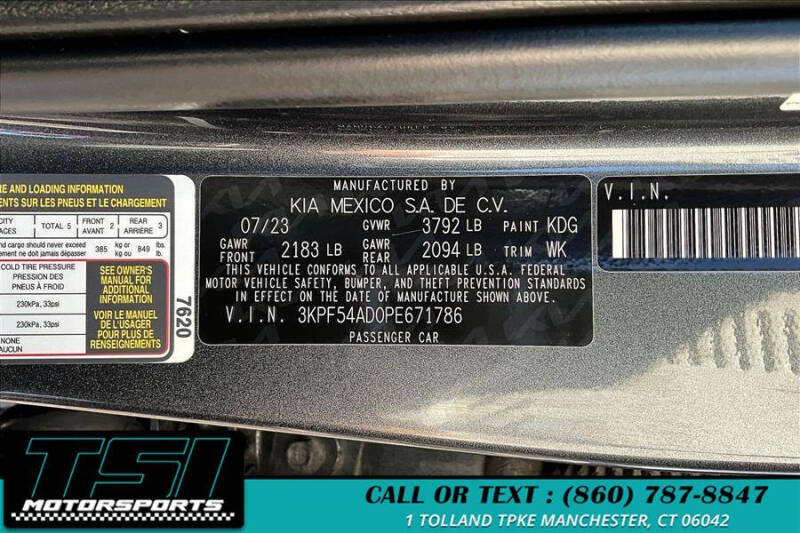 RE AND LOADING INFORMATION
ENTS SUR LES PNEUS ET LE CHARGEMENT
CITY TOTAL 5 FRONT AVANT 2 REAR ARRIÈRE 3
PLACES
and cargo should never exceed 385 kg or kg ou 849 lbs. lb.
ement ne doit jamais dépasser
COLD TIRE PRESSURE
PRESSION DES
PNEUS À FROID
230kPa, 33psi
230kPa, 33psi
NONE
AUCUN
SEE OWNER'S
MANUAL FOR
ADDITIONAL
INFORMATION
VOIR LE MANUEL
DE L'USAGER
POUR PLUS DE
RENSEIGNEMENTS
7620
MANUFACTURED BY
KIA MEXICO S.A. DE C.V.
07/23 GVWR 3792 LB PAINT KDG
GAWR FRONT 2183 LB GAWR REAR 2094 LB TRIM WK
THIS VEHICLE CONFORMS TO ALL APPLICABLE U.S.A. FEDERAL
MOTOR VEHICLE SAFETY, BUMPER, AND THEFT PREVENTION STANDARDS
IN EFFECT ON THE DATE OF MANUFACTURE SHOWN ABOVE.
V.I.N. 3KPF54AD0PE671786
PASSENGER CAR
V.I.N.
TSI
MOTORSPORTS
CALL OR TEXT : (860) 787-8847
1 TOLLAND TPKE MANCHESTER, CT 06042